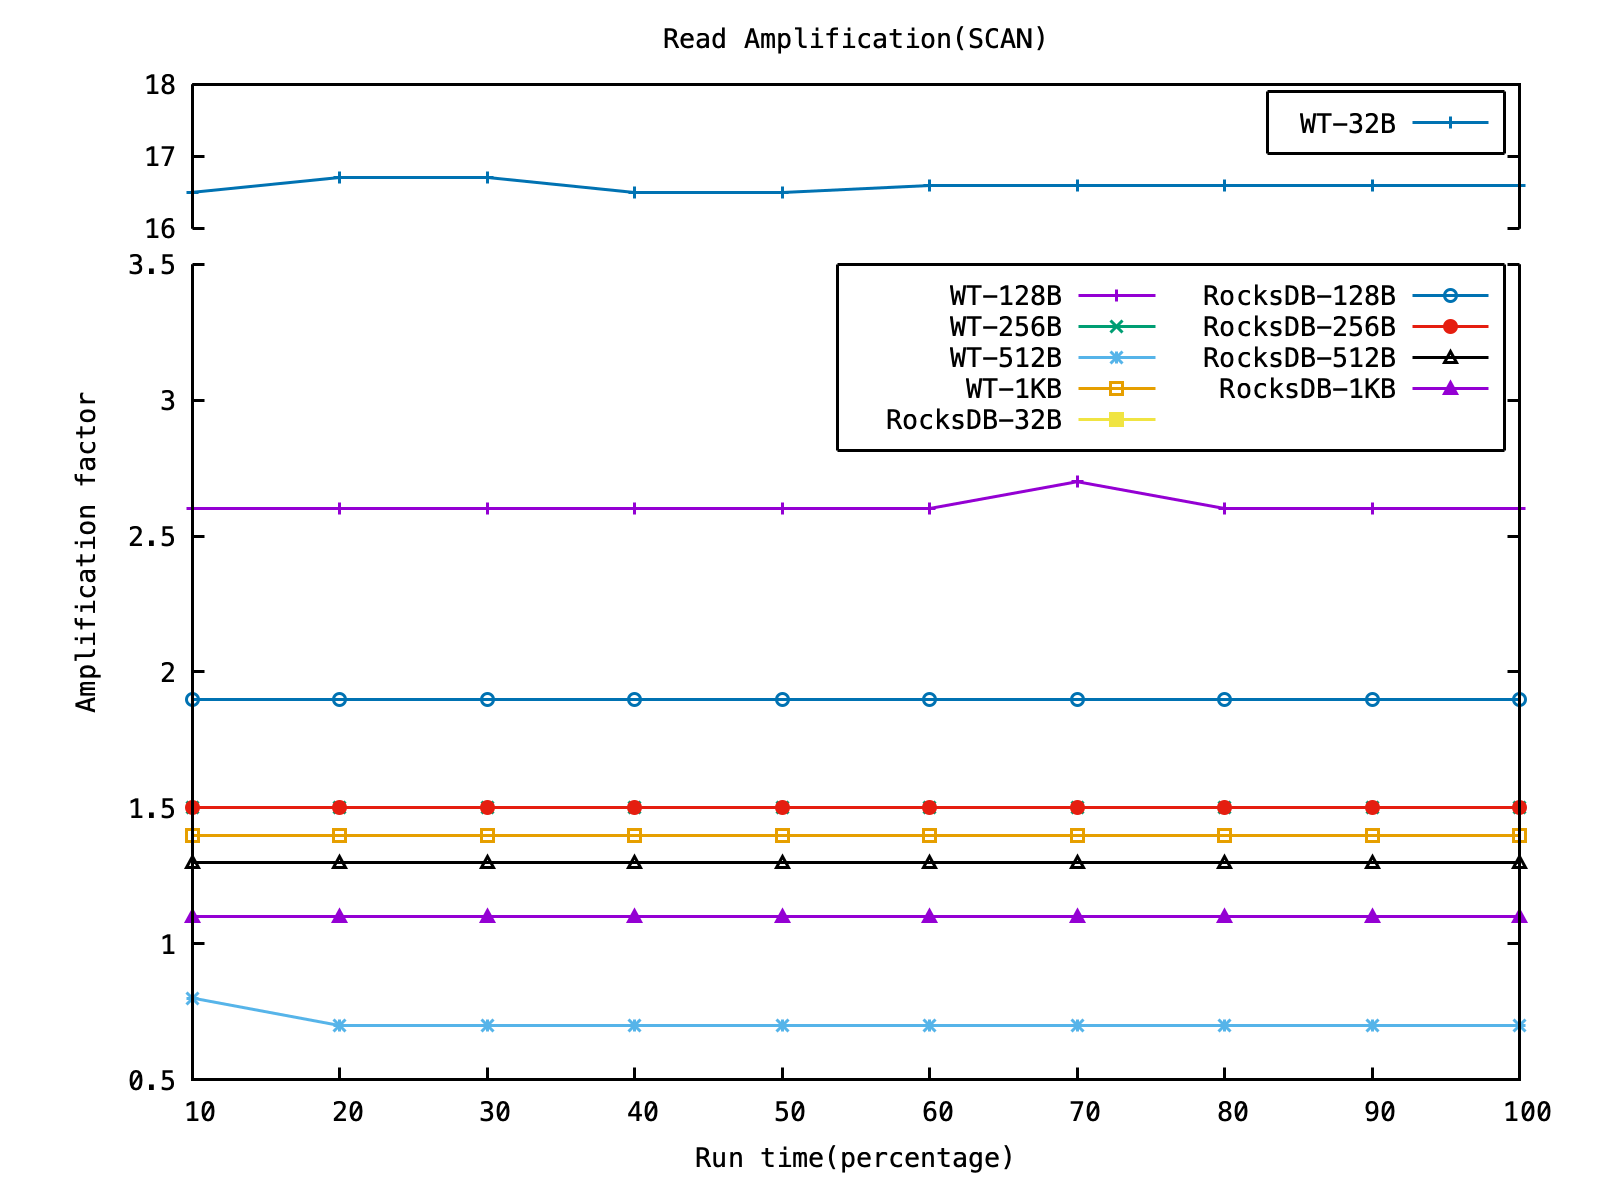 Read Amplification(SCAN)
18
17
16
WT-32B
3.5
3
2.5
2
1.5
1
0.5
WT-128B
WT-256B
WT-512B
WT-1KB
RocksDB-32B
RocksDB-128B
RocksDB-256B
RocksDB-512B
RocksDB-1KB
Amplification factor
10 20 30 40 50 60 70 80 90 100
Run time(percentage)